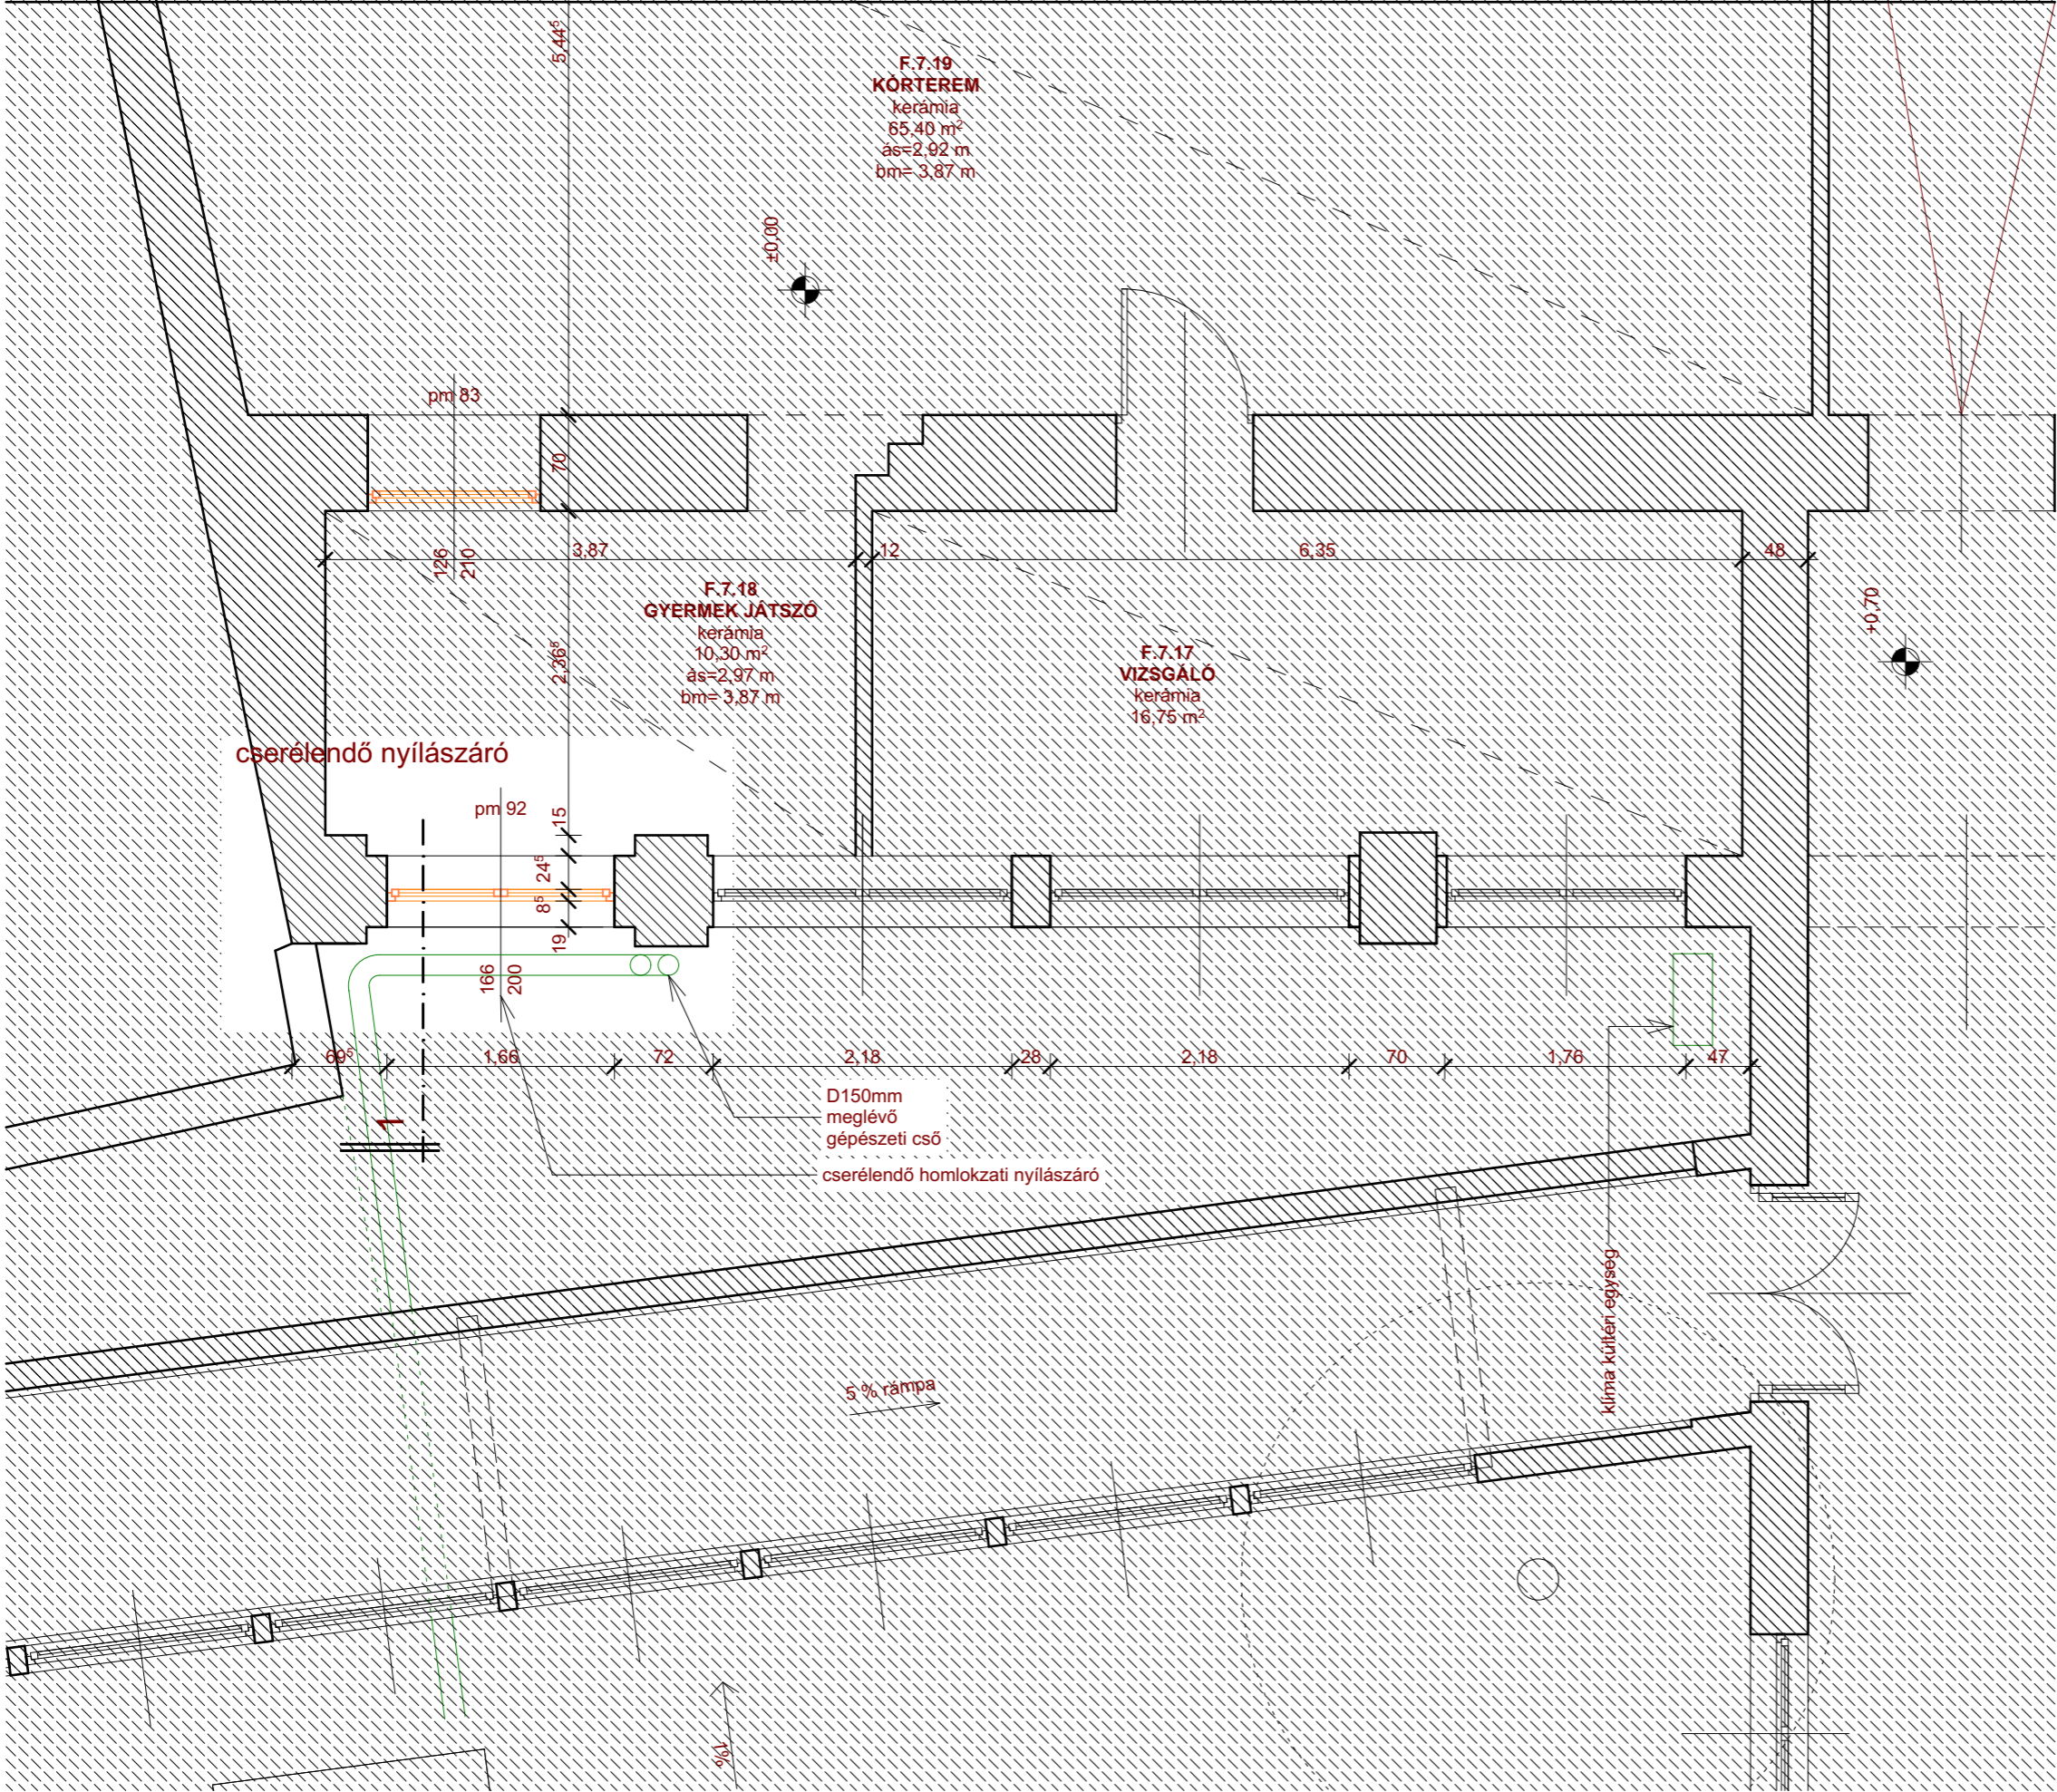 5,44⁵
F.7.19
KÓRTEREM
kerámia
65,40 m²
ás=2,92 m
bm= 3,87 m
±0,00
pm 83
70
126
210
3,87
12
6,35
48
F.7.18
GYERMEK JÁTSZÓ
kerámia
10,30 m²
ás=2,97 m
bm= 3,87 m
2,36⁵
F.7.17
VIZSGÁLÓ
kerámia
16,75 m²
+0,70
cserélendő nyílászáró
pm 92
15
24⁵
8⁵
19
166
200
69⁵
1,66
72
2,18
28
2,18
70
1,76
47
D150mm
meglévő
gépészeti cső
1
cserélendő homlokzati nyílászáró
klíma kültéri egység
5 % rámpa
1%